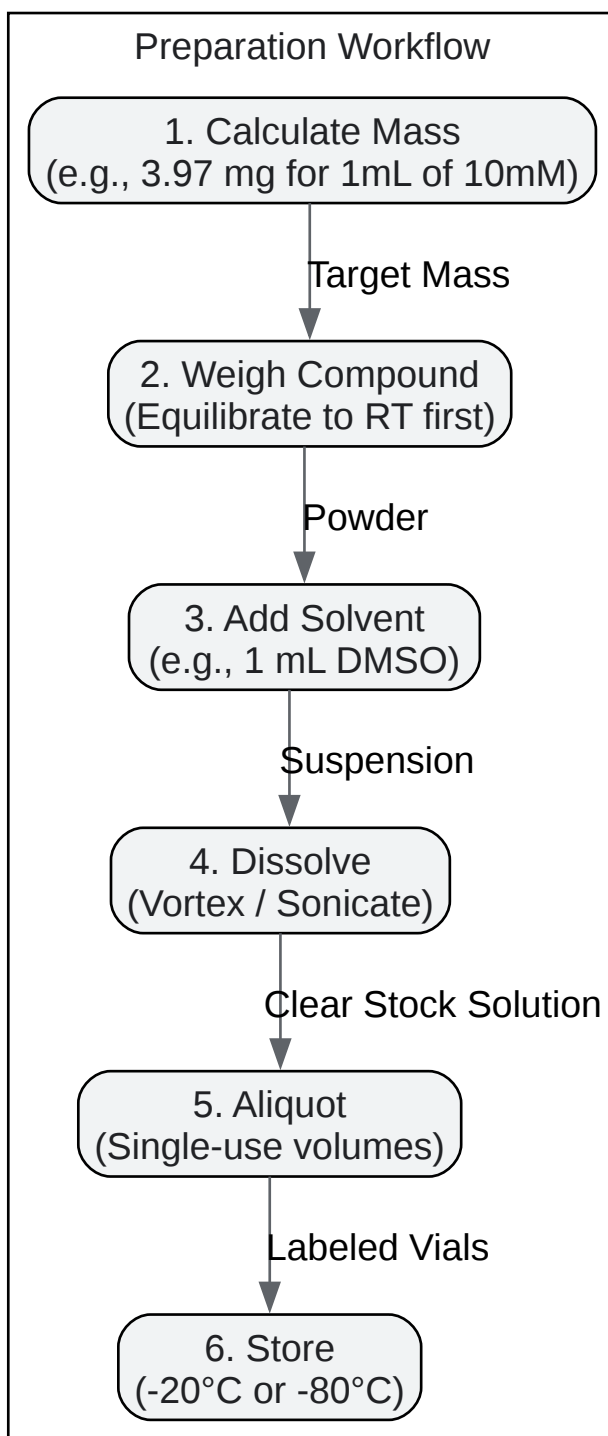 Preparation Workflow
1. Calculate Mass
(e.g., 3.97 mg for 1mL of 10mM)
Target Mass
2. Weigh Compound
(Equilibrate to RT first)
Powder
3. Add Solvent
(e.g., 1 mL DMSO)
Suspension
4. Dissolve
(Vortex / Sonicate)
Clear Stock Solution
5. Aliquot
(Single-use volumes)
Labeled Vials
6. Store
(-20°C or -80°C)